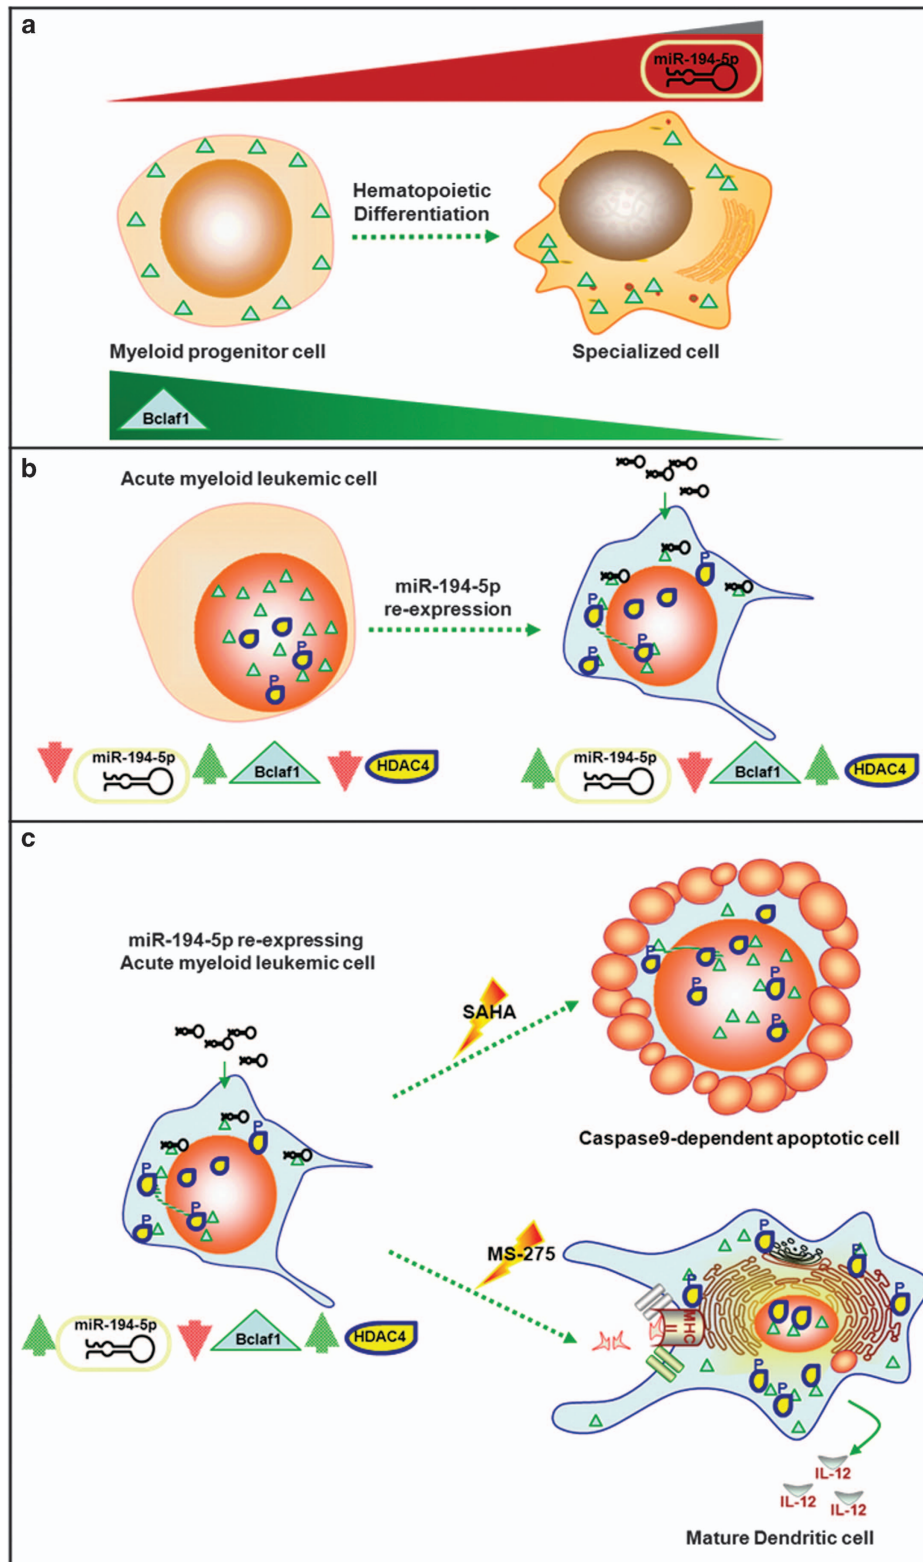 a
miR-194-5p
Hematopoietic
Differentiation
Myeloid progenitor cell
Specialized cell
Bclaf1
b
Acute myeloid leukemic cell
miR-194-5p
re-expression
P
P
P
P
P
P
miR-194-5p
Bclaf1
HDAC4
miR-194-5p
Bclaf1
HDAC4
c
miR-194-5p re-expressing
Acute myeloid leukemic cell
SAHA
P
P
P
Caspase9-dependent apoptotic cell
P
P
P
P
MS-275
MHC
II
P
P
P
P
P
P
miR-194-5p
Bclaf1
HDAC4
IL-12
IL-12
IL-12
Mature Dendritic cell